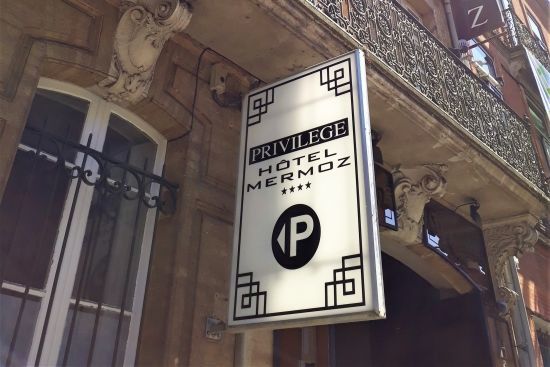 Z
PRIVILEGE
HÔTEL
MERMOZ
****
P